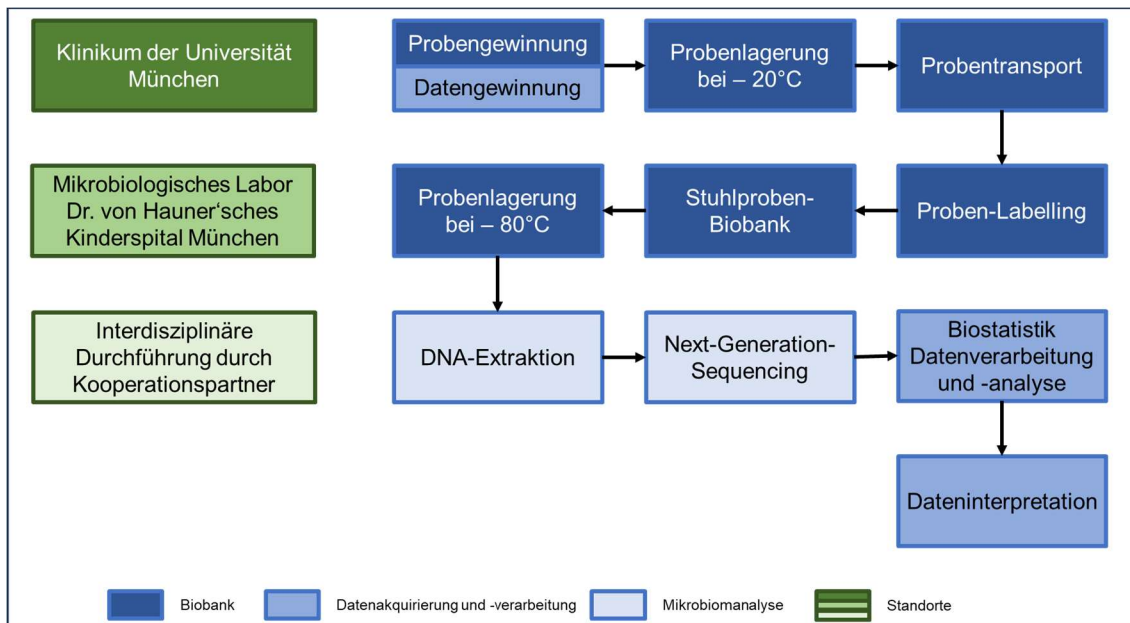 Klinikum der Universität
München
Probengewinnung
Datengewinnung
Probenlagerung
bei – 20°C
Probentransport
Mikrobiologisches Labor
Dr. von Hauner‘sches
Kinderspital München
Probenlagerung
bei – 80°C
Stuhlproben-
Biobank
Proben-Labelling
Interdisziplinäre
Durchführung durch
Kooperationspartner
DNA-Extraktion
Next-Generation-
Sequencing
Biostatistik
Datenverarbeitung
und -analyse
Dateninterpretation
Biobank
Datenakquirierung und -verarbeitung
Mikrobiomanalyse
Standorte